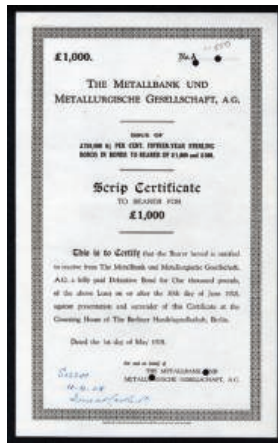 £1,000.
No. A
THE METALLBANK UND
METALLURGISCHE GESELLSCHAFT, A.G.
ISSUE OF
PER CENT. FIFTEEN-YEAR STERLING
BONDS IN BONDS TO BEARER OF £1,000 AND £500.
Scrip Certificate
TO BEARER FOR
£1,000
This is to Certify that the Bearer hereof is entitled
to receive from The Metallbank und Metallurgische Gesellschaft,
A.G. a fully paid Definitive Bond for One thousand pounds,
of the above Loan on or after the 30th day of June
against presentation and surrender of this Certificate at the
Counting House of The Berliner Handelsgesellschaft, Berlin.
Dated the 1st day of May
For and on behalf of
THE METALLBANK UND
METALLURGISCHE GESELLSCHAFT, A.G.